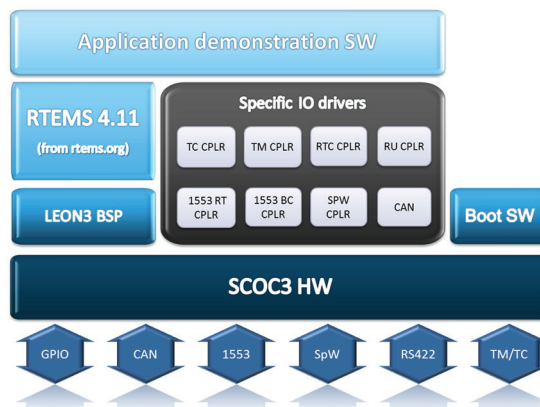 Application demonstration SW
RTEMS 4.11
(from rtems.org)
Specific IO drivers
TC CPLR
TM CPLR
RTC CPLR
RU CPLR
1553 RT
CPLR
1553 BC
CPLR
SPW
CPLR
CAN
LEON3 BSP
Boot SW
SCOC3 HW
GPIO
CAN
1553
SpW
RS422
TM/TC